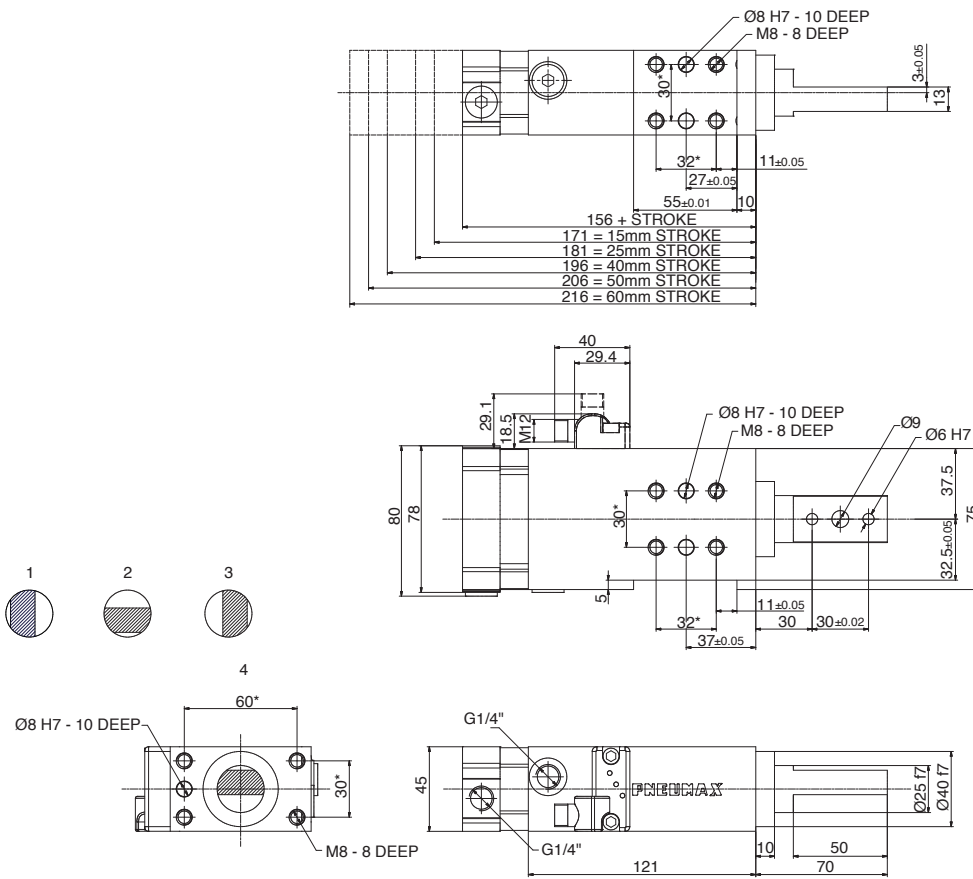 Ø8 H7 - 10 DEEP
M8 - 8 DEEP
3±0.05
13
30*
32*
11±0.05
27±0.05
55±0.01
10
156 + STROKE
171 = 15mm STROKE
181 = 25mm STROKE
196 = 40mm STROKE
206 = 50mm STROKE
216 = 60mm STROKE
40
29.4
29.1
18.5
M12
Ø8 H7 - 10 DEEP
M8 - 8 DEEP
Ø9
Ø6 H7
80
78
30*
37.5
32.5±0.05
75
5
11±0.05
32*
30
30±0.02
37±0.05
1
2
3
4
60*
Ø8 H7 - 10 DEEP
30*
M8 - 8 DEEP
G1/4"
45
PNEUMAX
Ø25 f7
Ø40 f7
G1/4"
10
50
121
70